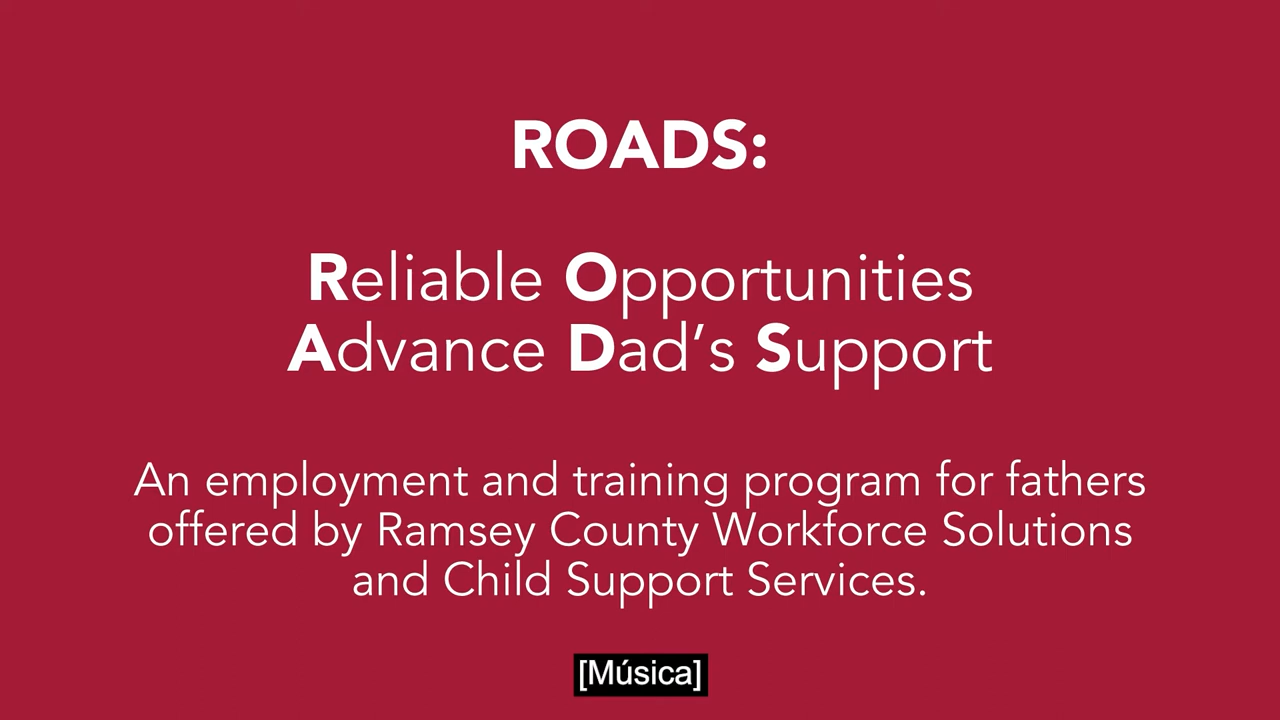 ROADS:
Reliable Opportunities
Advance Dad’s Support
An employment and training program for fathers
offered by Ramsey County Workforce Solutions
and Child Support Services.
[Música]